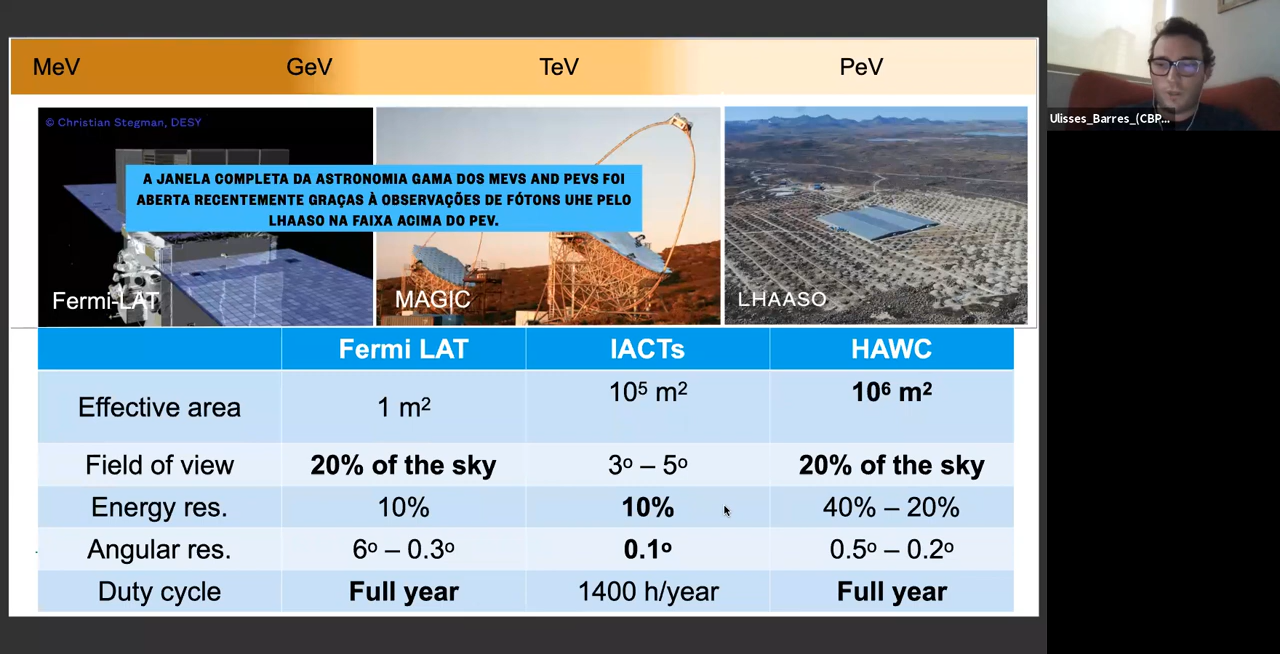 MeV GeV TeV PeV
© Christian Stegman, DESY
A JANELA COMPLETA DA ASTRONOMIA GAMA DOS MEVS AND PEVS FOI
ABERTA RECENTEMENTE GRAÇAS À OBSERVAÇÕES DE FÓTONS UHE PELO
LHAASO NA FAIXA ACIMA DO PEV.
Fermi-LAT
MAGIC
LHAASO
Fermi LAT IACTs HAWC
Effective area 1 m² 10⁵ m² 10⁶ m²
Field of view 20% of the sky 3º – 5º 20% of the sky
Energy res. 10% 10% 40% – 20%
Angular res. 6º – 0.3º 0.1º 0.5º – 0.2º
Duty cycle Full year 1400 h/year Full year
Ulisses_Barres_(CBP...